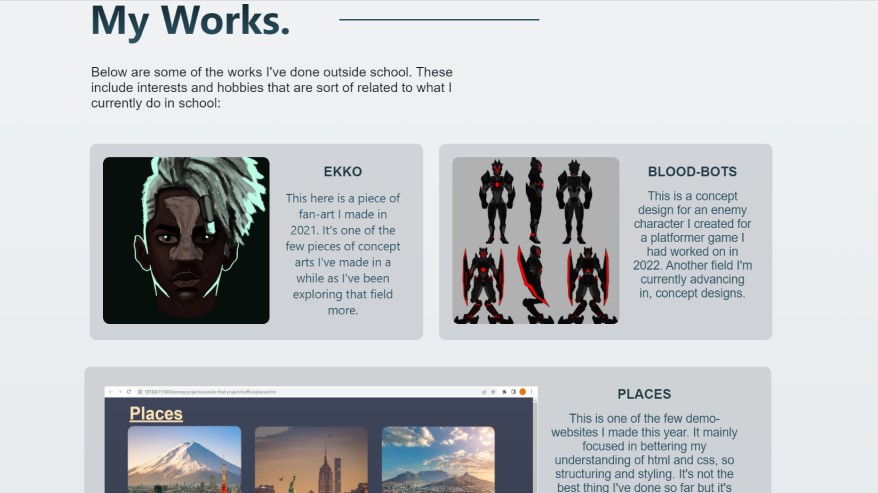 My Works.
Below are some of the works I've done outside school. These
include interests and hobbies that are sort of related to what I
currently do in school:
EKKO
This here is a piece of
fan-art I made in
2021. It's one of the
few pieces of concept
arts I've made in a
while as I've been
exploring that field
more.
BLOOD-BOTS
This is a concept
design for an enemy
character I created for
a platformer game I
had worked on in
2022. Another field I'm
currently advancing
in, concept designs.
Places
PLACES
This is one of the few demo-
websites I made this year. It mainly
focused in bettering my
understanding of html and css, so
structuring and styling. It's not the
best thing I've done so far but it's